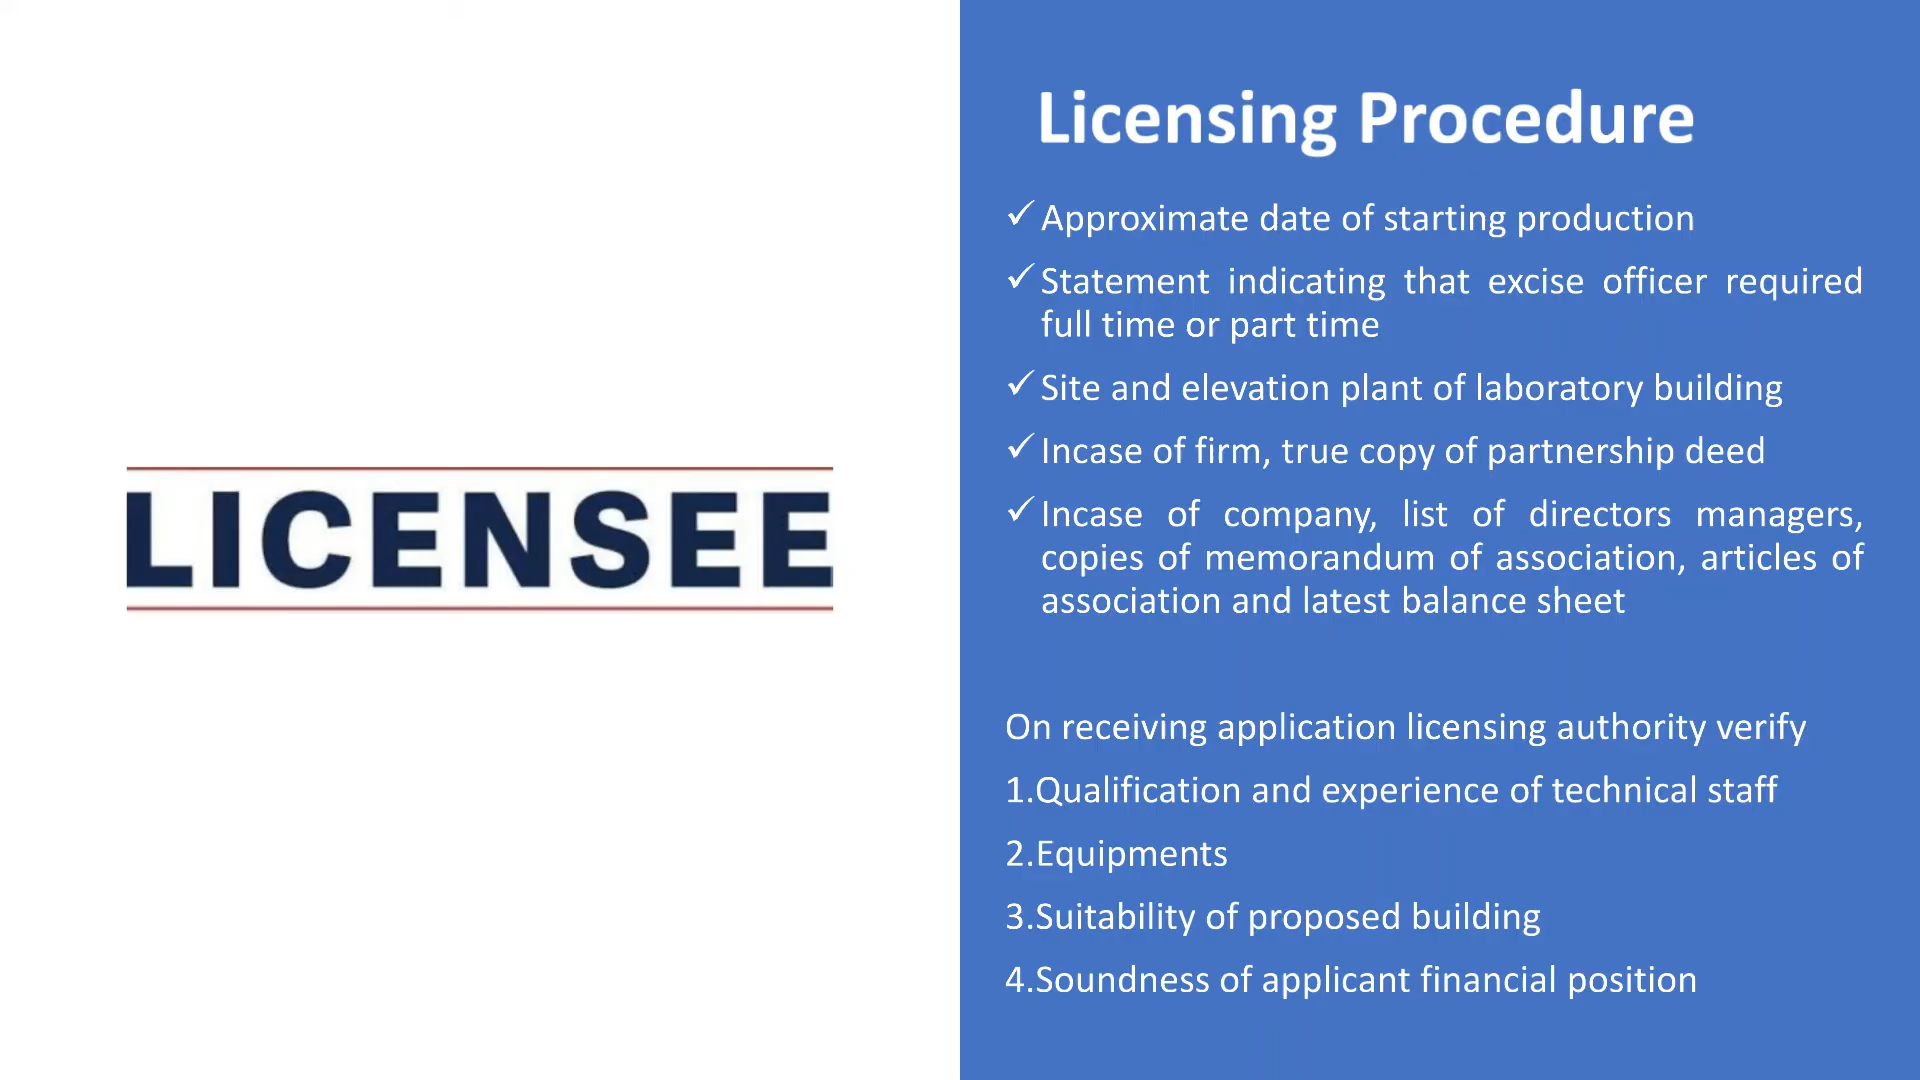 LICENSEE
Licensing Procedure
✓ Approximate date of starting production
✓ Statement indicating that excise officer required
full time or part time
✓ Site and elevation plant of laboratory building
✓ Incase of firm, true copy of partnership deed
✓ Incase of company, list of directors managers,
copies of memorandum of association, articles of
association and latest balance sheet
On receiving application licensing authority verify
1.Qualification and experience of technical staff
2.Equipments
3.Suitability of proposed building
4.Soundness of applicant financial position